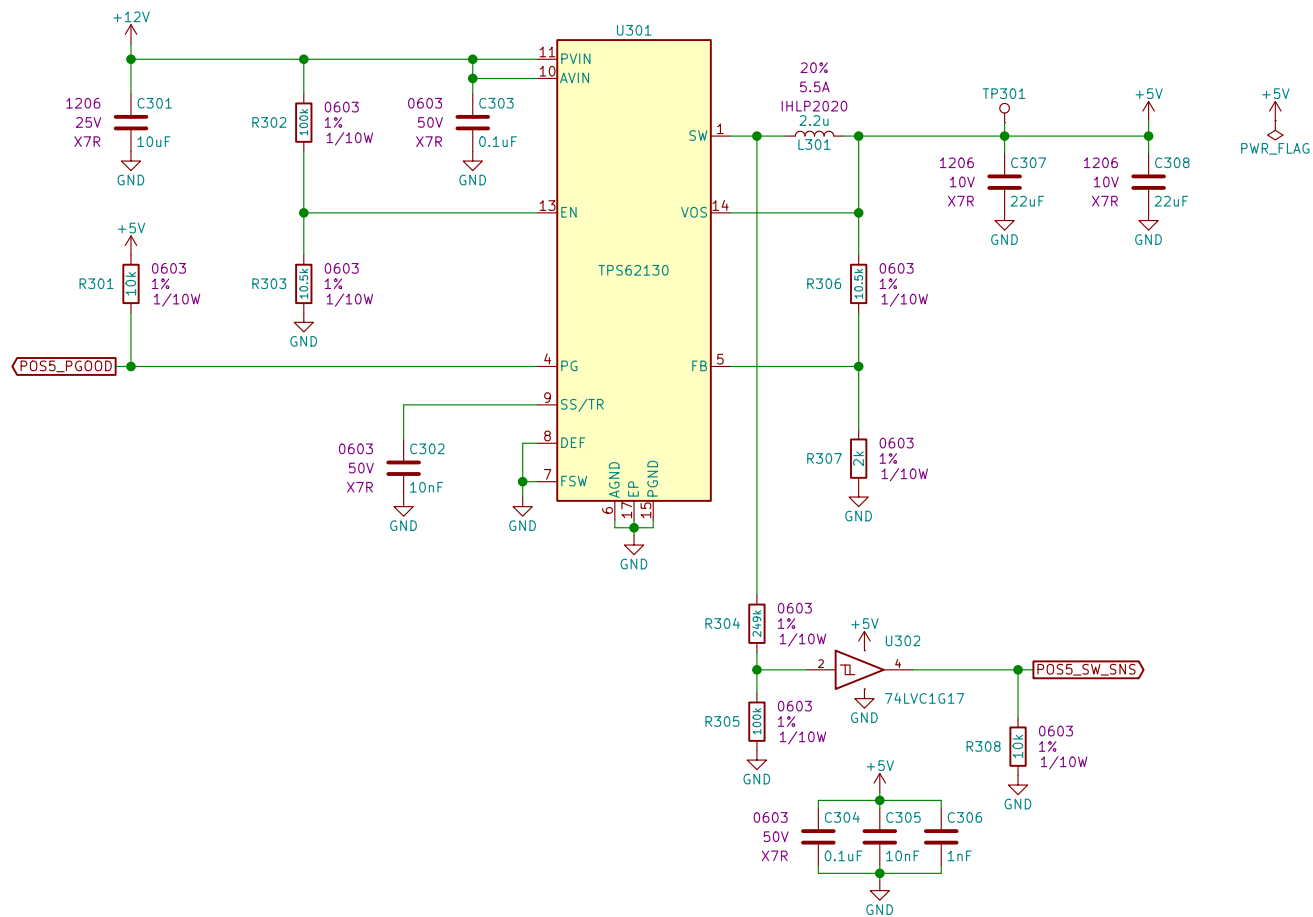 +12V
U301
11 PVIN
10 AVIN
1206
25V
X7R
C301
10uF
GND
R302
100k
0603
1%
1/10W
0603
50V
X7R
C303
0.1uF
GND
20%
5.5A
IHLP2020
2.2u
L301
SW 1
TP301
+5V
+5V
PWR_FLAG
1206
10V
X7R
C307
22uF
GND
1206
10V
X7R
C308
22uF
GND
13 EN
VOS 14
+5V
R301
10k
0603
1%
1/10W
R303
10.5k
0603
1%
1/10W
GND
TPS62130
R306
10.5k
0603
1%
1/10W
POS5_PGOOD
4 PG
FB 5
9 SS/TR
0603
50V
X7R
C302
10nF
GND
8 DEF
7 FSW
GND
AGND
EP
PGND
6
17
15
GND
R307
2k
0603
1%
1/10W
GND
R304
249k
0603
1%
1/10W
+5V
U302
2
4
74LVC1G17
GND
POS5_SW_SNS
R305
100k
0603
1%
1/10W
GND
R308
10k
0603
1%
1/10W
GND
+5V
0603
50V
X7R
C304
0.1uF
C305
10nF
C306
1nF
GND